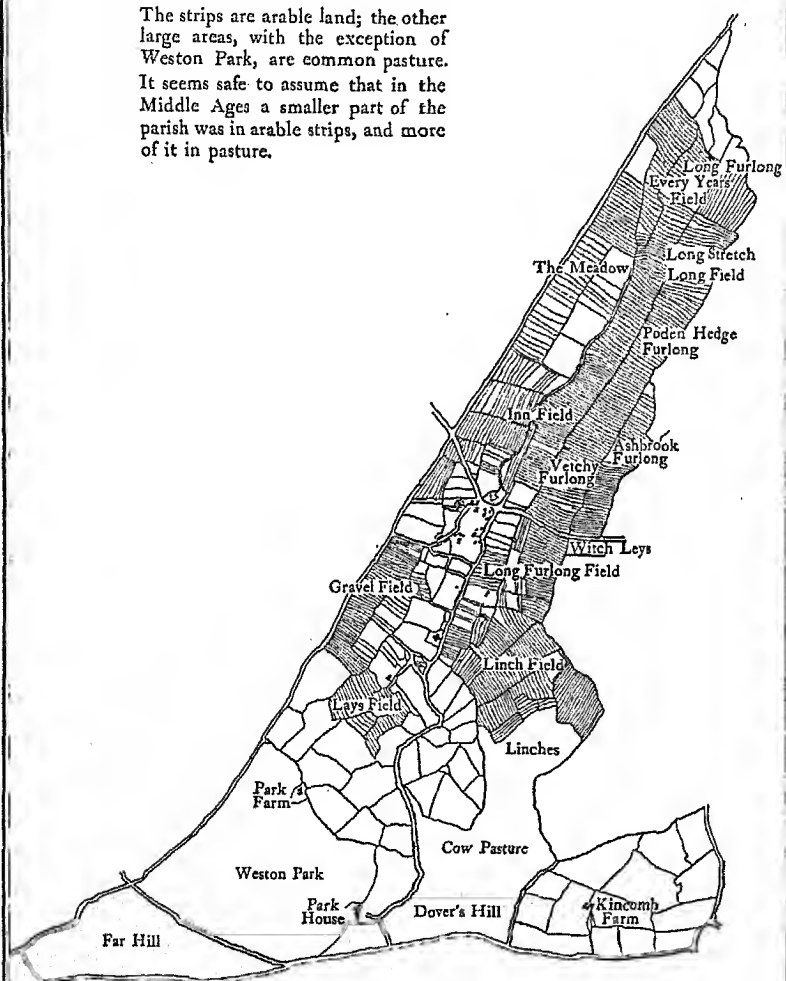 The strips are arable land; the other
large areas, with the exception of
Weston Park, are common pasture.
It seems safe to assume that in the
Middle Ages a smaller part of the
parish was in arable strips, and more
of it in pasture.
Long Furlong
Every Years
Field
Long Stretch
The Meadow
Long Field
Poden Hedge
Furlong
Inn Field
Ashbrook
Furlong
Vetchy
Furlong
Witch Leys
Long Furlong Field
Gravel Field
Linch Field
Lays Field
Linches
Park
Farm
Cow Pasture
Weston Park
Park
House
Dover's Hill
Kincomb
Farm
Far Hill